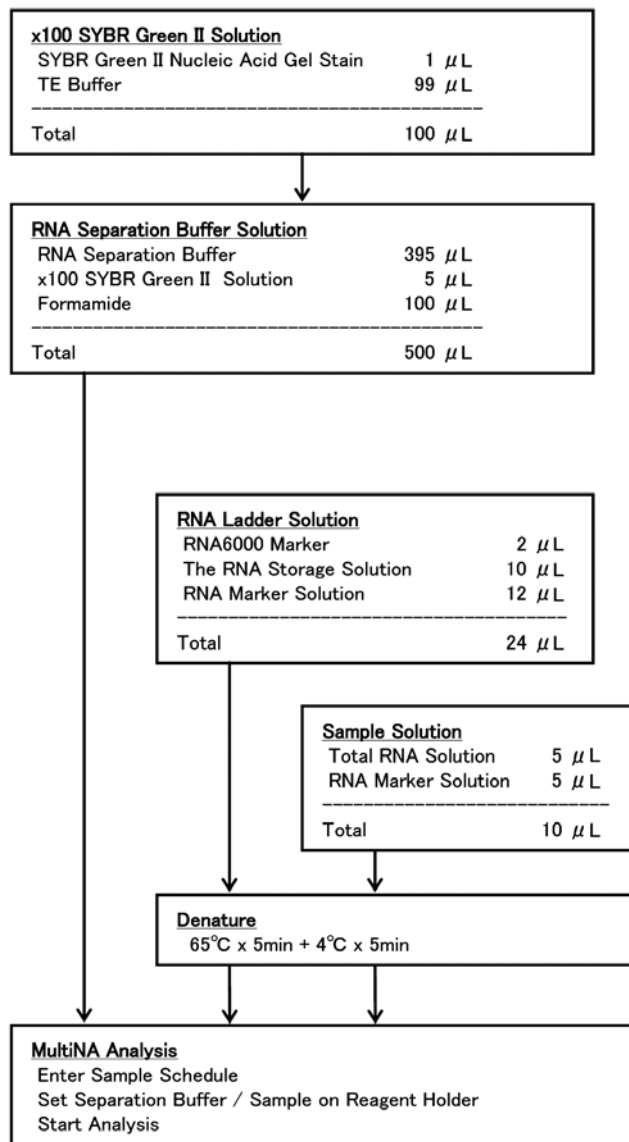 x100 SYBR Green II Solution
SYBR Green II Nucleic Acid Gel Stain 1 μL
TE Buffer 99 μL
Total 100 μL
RNA Separation Buffer Solution
RNA Separation Buffer 395 μL
x100 SYBR Green II Solution 5 μL
Formamide 100 μL
Total 500 μL
RNA Ladder Solution
RNA6000 Marker 2 μL
The RNA Storage Solution 10 μL
RNA Marker Solution 12 μL
Total 24 μL
Sample Solution
Total RNA Solution 5 μL
RNA Marker Solution 5 μL
Total 10 μL
Denature
65℃ x 5min + 4℃ x 5min
MultiNA Analysis
Enter Sample Schedule
Set Separation Buffer / Sample on Reagent Holder
Start Analysis